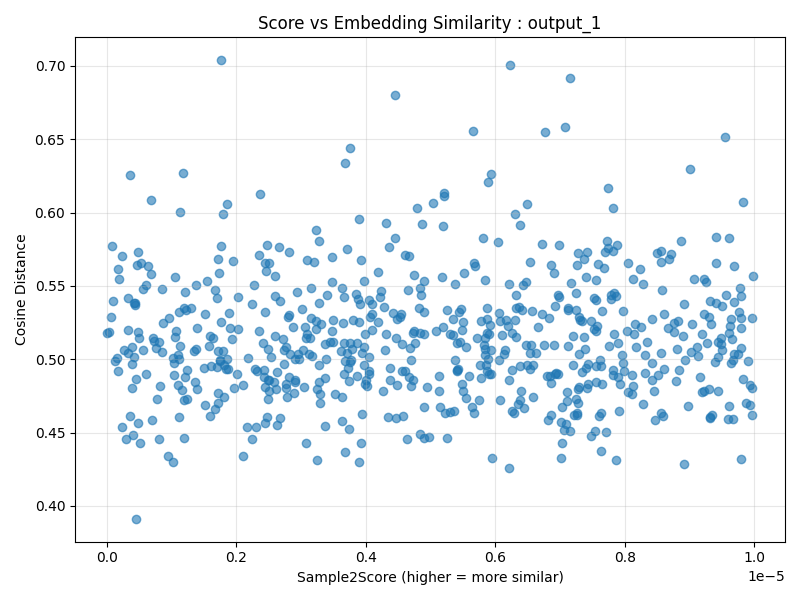 Score vs Embedding Similarity : output_1
Cosine Distance
0.70
0.65
0.60
0.55
0.50
0.45
0.40
0.0 0.2 0.4 0.6 0.8 1.0
1e−5
Sample2Score (higher = more similar)